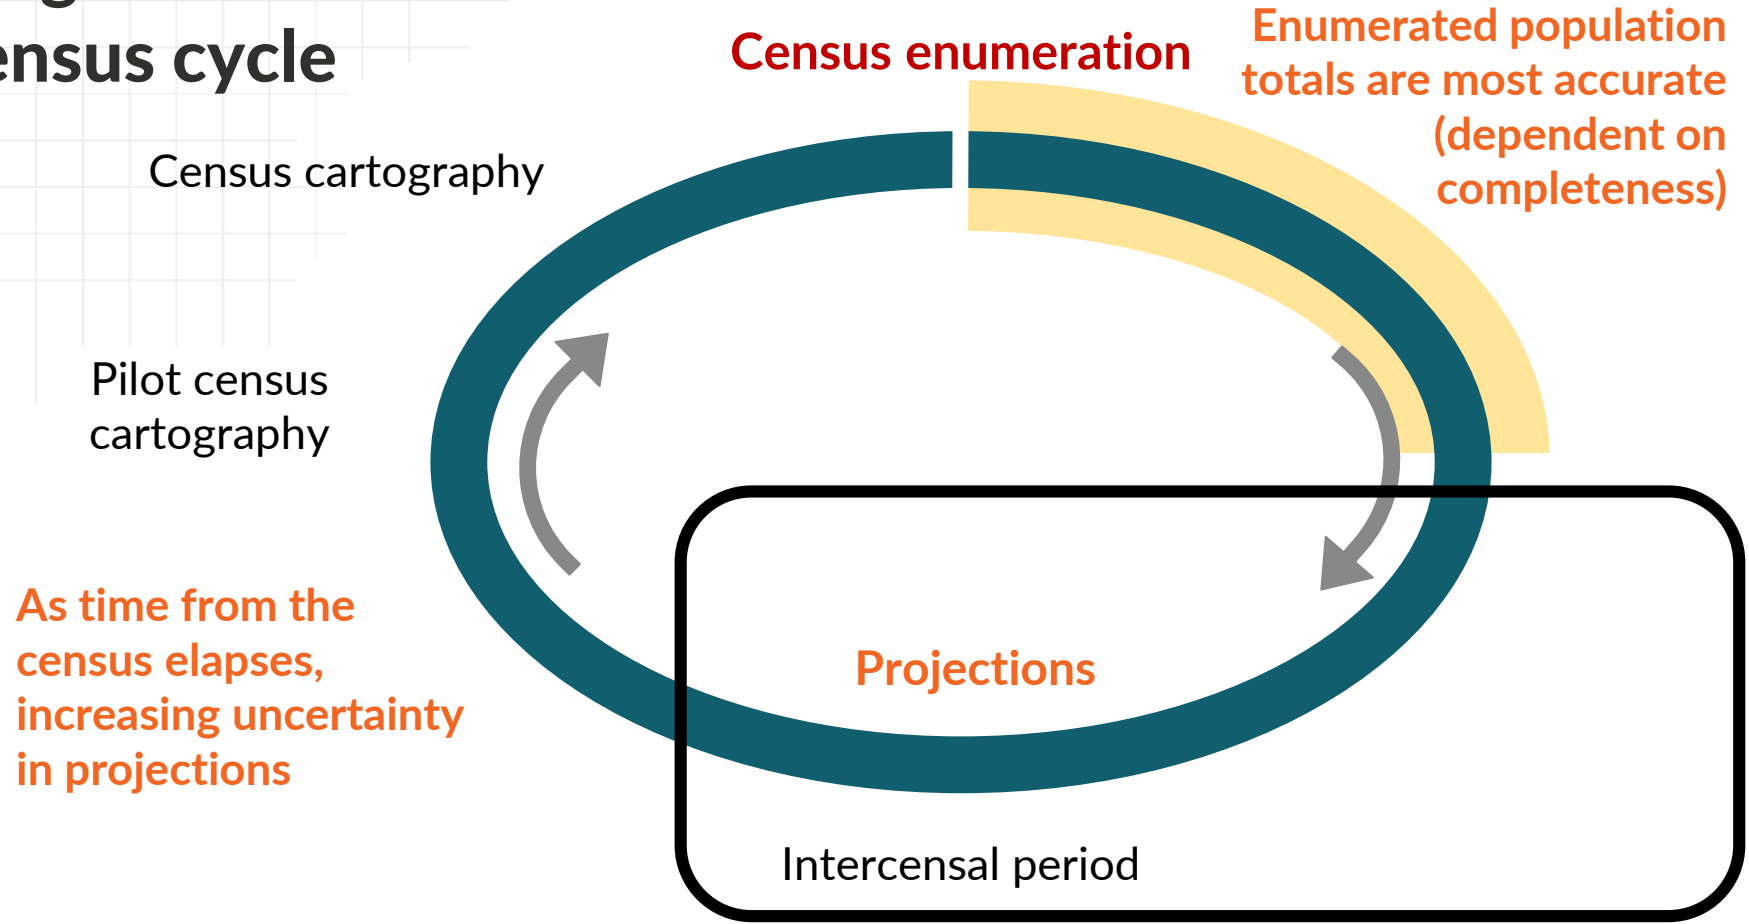 census cycle
Census enumeration
Enumerated population
totals are most accurate
(dependent on
completeness)
Census cartography
Pilot census
cartography
As time from the
census elapses,
increasing uncertainty
in projections
Projections
Intercensal period